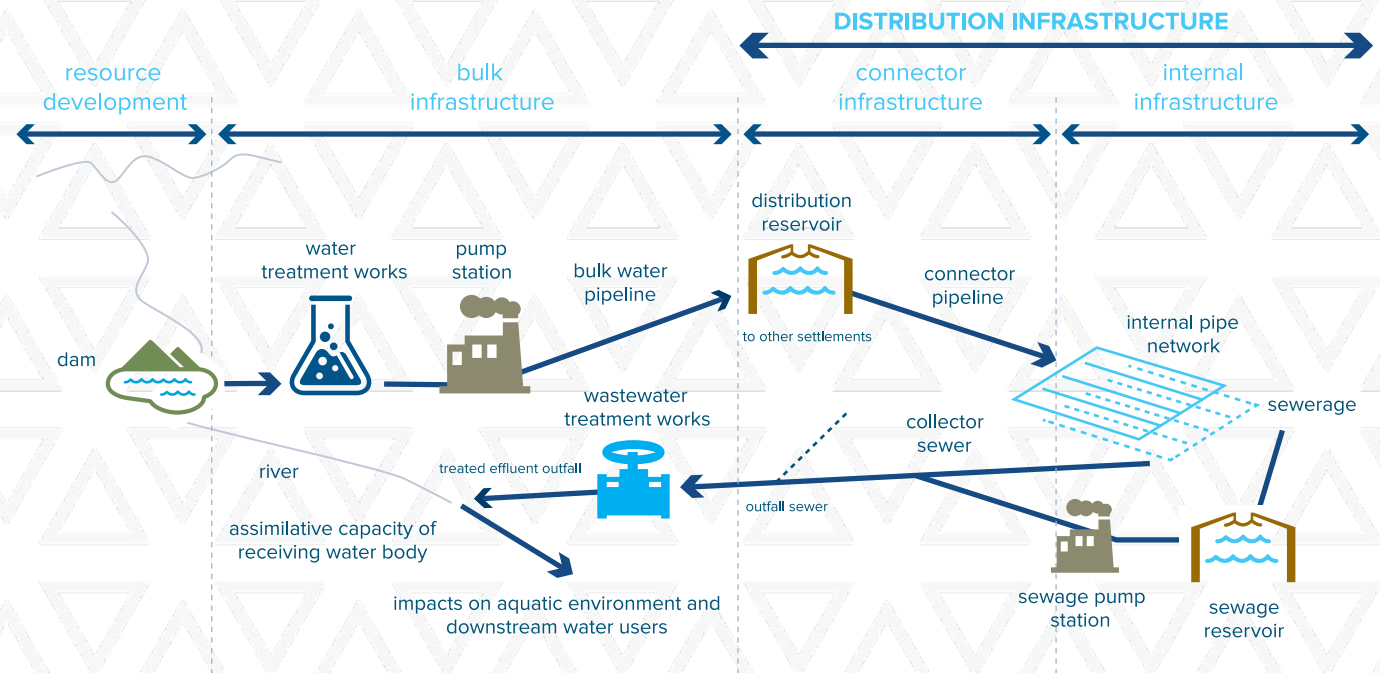 DISTRIBUTION INFRASTRUCTURE
resource
development
bulk
infrastructure
connector
infrastructure
internal
infrastructure
distribution
reservoir
water
treatment works
pump
station
bulk water
pipeline
connector
pipeline
to other settlements
internal pipe
network
dam
wastewater
treatment works
sewerage
collector
sewer
river
treated effluent outfall
outfall sewer
assimilative capacity of
receiving water body
impacts on aquatic environment and
downstream water users
sewage pump
station
sewage
reservoir